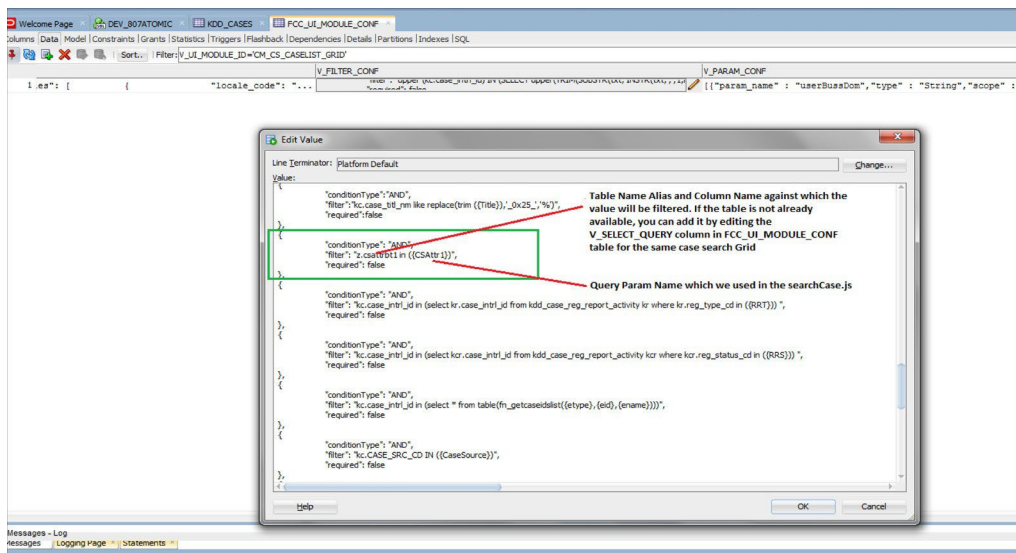 Welcome Page DEV_807ATOMIC KDD_CASES FCC_UI_MODULE_CONF
Columns Data Model Constraints Grants Statistics Triggers Flashback Dependencies Details Partitions Indexes SQL
Sort.. Filter: V_UI_MODULE_ID='CM_CS_CASELIST_GRID'
V_FILTER_CONF V_PARAM_CONF
1 .es": [ { "locale_code": "... "required": false [{"param_name" : "userBussDom","type" : "String","scope" :
Edit Value
Line Terminator: Platform Default Change...
Value:
{
"conditionType":"AND",
"filter":"kc.case_titl_nm like replace(trim ({Title}),'_0x25_','%')",
"required":false
},
{
"conditionType": "AND",
"filter": "z.csattrbt1 in ({CSAttr1})",
"required": false
},
{
"conditionType": "AND",
"filter": "kc.case_intrl_id in (select kr.case_intrl_id from kdd_case_reg_report_activity kr where kr.reg_type_cd in ({RRT})) ",
"required": false
},
{
"conditionType": "AND",
"filter": "kc.case_intrl_id in (select kcr.case_intrl_id from kdd_case_reg_report_activity kcr where kcr.reg_status_cd in ({RRS})) ",
"required": false
},
{
"conditionType": "AND",
"filter": "kc.case_intrl_id in (select * from table(fn_getcaseidslist({etype},{eid},{ename})))",
"required": false
},
{
"conditionType": "AND",
"filter": "kc.CASE_SRC_CD IN ({CaseSource})",
"required": false
},
Table Name Alias and Column Name against which the
value will be filtered. If the table is not already
available, you can add it by editing the
V_SELECT_QUERY column in FCC_UI_MODULE_CONF
table for the same case search Grid
Query Param Name which we used in the searchCase.js
Help OK Cancel
Messages - Log
Messages Logging Page Statements